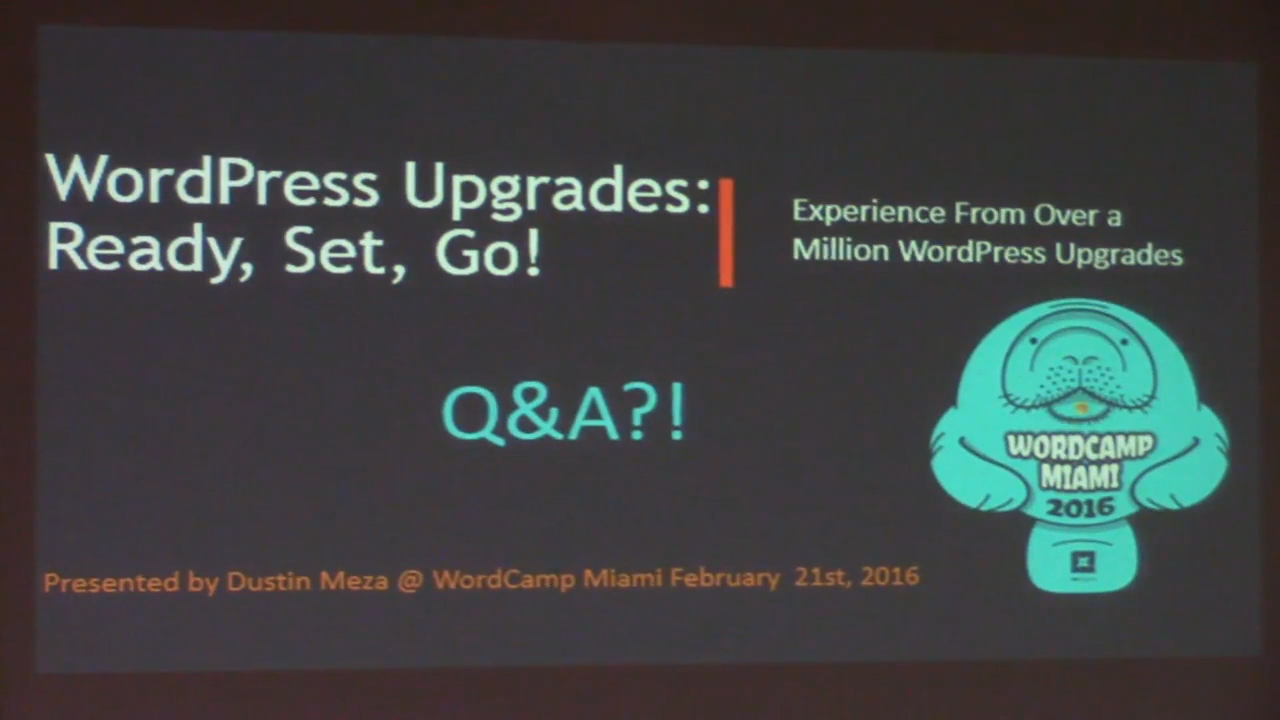 WordPress Upgrades:
Ready, Set, Go!
Experience From Over a
Million WordPress Upgrades
Q&A?!
WORDCAMP
MIAMI
2016
Presented by Dustin Meza @ WordCamp Miami February 21st, 2016